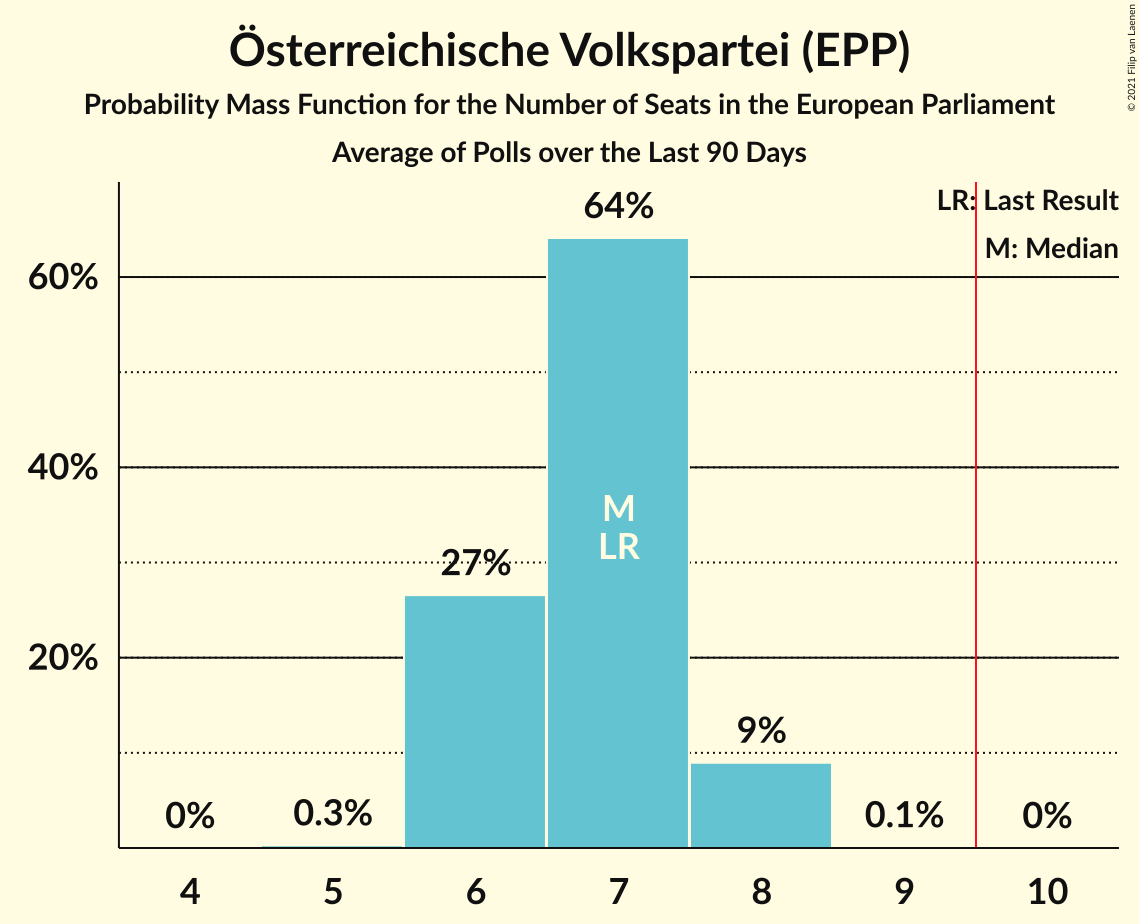 Österreichische Volkspartei (EPP)
Probability Mass Function for the Number of Seats in the European Parliament
Average of Polls over the Last 90 Days
© 2021 Filip van Laenen
LR: Last Result
M: Median
60%
40%
20%
0%
0.3%
27%
64%
M
LR
9%
0.1%
0%
4
5
6
7
8
9
10